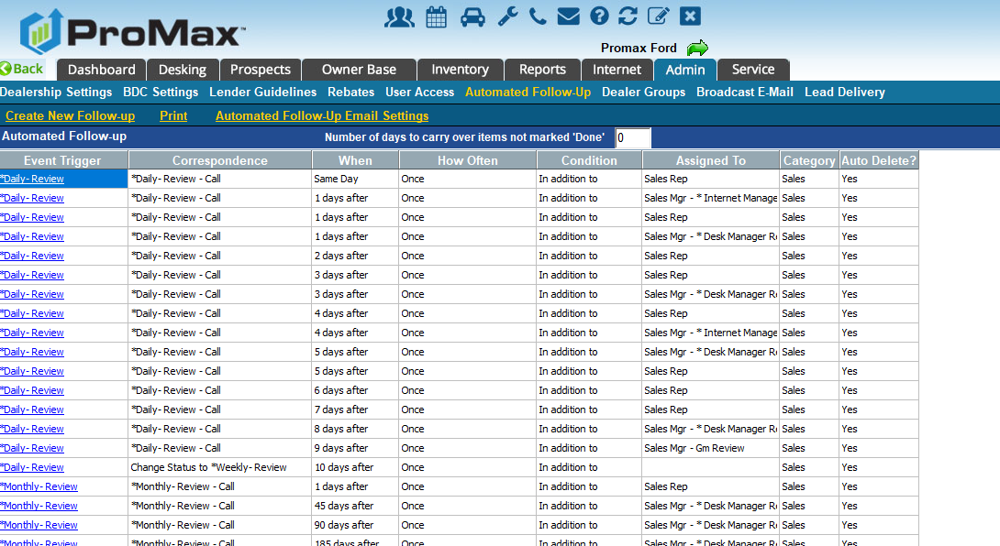 ProMax™
Promax Ford
Back Dashboard Desking Prospects Owner Base Inventory Reports Internet Admin Service
Dealership Settings BDC Settings Lender Guidelines Rebates User Access Automated Follow-Up Dealer Groups Broadcast E-Mail Lead Delivery
Create New Follow-up Print Automated Follow-Up Email Settings
Automated Follow-up Number of days to carry over items not marked 'Done' 0
Event Trigger Correspondence When How Often Condition Assigned To Category Auto Delete?
*Daily-Review *Daily-Review - Call Same Day Once In addition to Sales Rep Sales Yes
*Daily-Review *Daily-Review - Call 1 days after Once In addition to Sales Mgr - * Internet Manage Sales Yes
*Daily-Review *Daily-Review - Call 1 days after Once In addition to Sales Rep Sales Yes
*Daily-Review *Daily-Review - Call 1 days after Once In addition to Sales Mgr - * Desk Manager R Sales Yes
*Daily-Review *Daily-Review - Call 2 days after Once In addition to Sales Rep Sales Yes
*Daily-Review *Daily-Review - Call 3 days after Once In addition to Sales Rep Sales Yes
*Daily-Review *Daily-Review - Call 3 days after Once In addition to Sales Mgr - * Desk Manager R Sales Yes
*Daily-Review *Daily-Review - Call 4 days after Once In addition to Sales Rep Sales Yes
*Daily-Review *Daily-Review - Call 4 days after Once In addition to Sales Mgr - * Internet Manage Sales Yes
*Daily-Review *Daily-Review - Call 5 days after Once In addition to Sales Mgr - * Desk Manager R Sales Yes
*Daily-Review *Daily-Review - Call 5 days after Once In addition to Sales Rep Sales Yes
*Daily-Review *Daily-Review - Call 6 days after Once In addition to Sales Rep Sales Yes
*Daily-Review *Daily-Review - Call 7 days after Once In addition to Sales Rep Sales Yes
*Daily-Review *Daily-Review - Call 8 days after Once In addition to Sales Mgr - * Desk Manager R Sales Yes
*Daily-Review *Daily-Review - Call 9 days after Once In addition to Sales Mgr - Gm Review Sales Yes
*Daily-Review Change Status to *Weekly-Review 10 days after Once In addition to Sales Yes
*Monthly-Review *Monthly-Review - Call 1 days after Once In addition to Sales Rep Sales Yes
*Monthly-Review *Monthly-Review - Call 45 days after Once In addition to Sales Mgr - * Desk Manager R Sales Yes
*Monthly-Review *Monthly-Review - Call 90 days after Once In addition to Sales Mgr - * Desk Manager R Sales Yes
*Monthly-Review *Monthly-Review - Call 185 days after Once In addition to Sales Mgr - * Desk Manager R Sales Yes